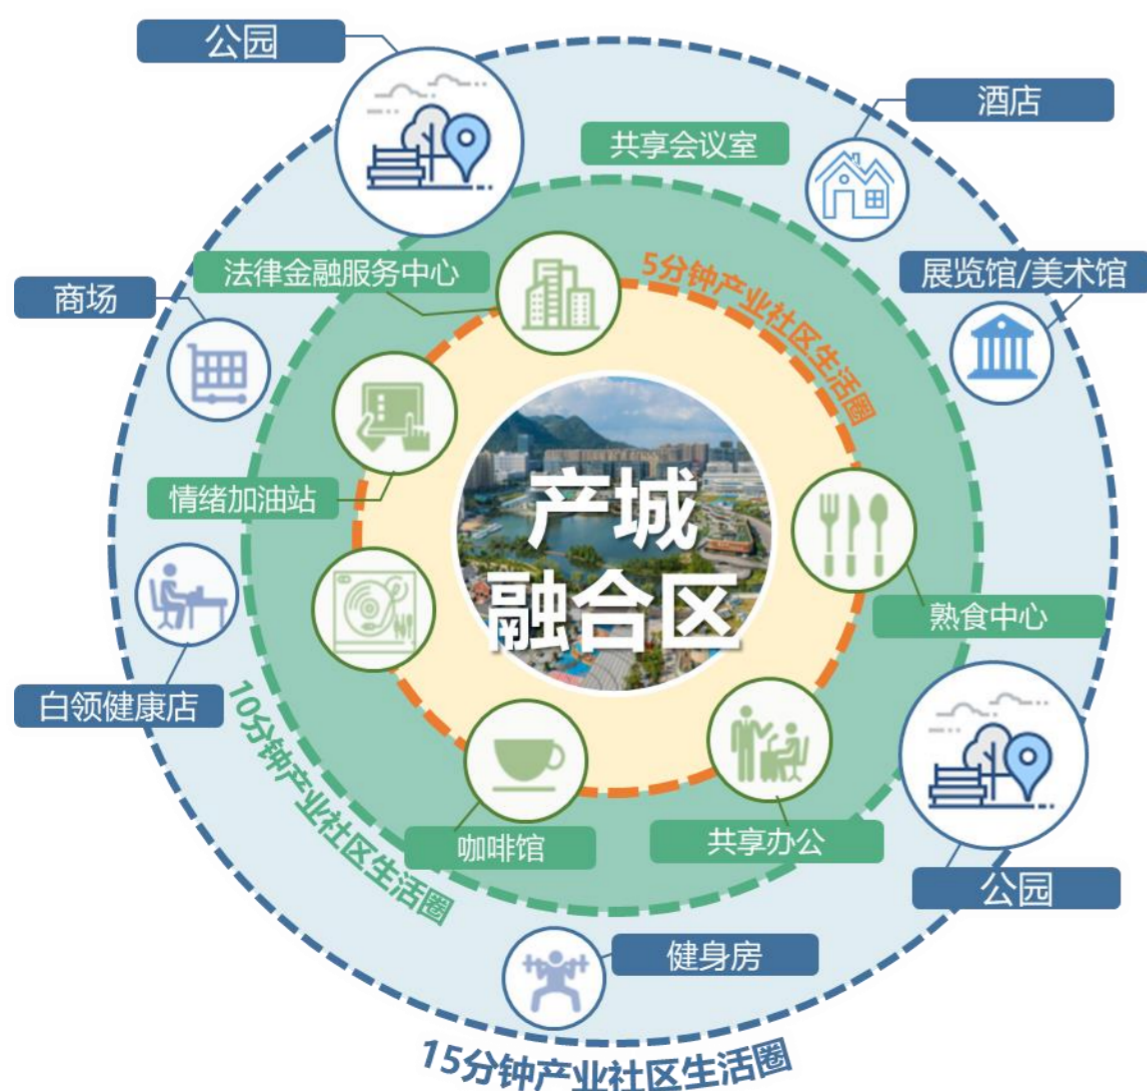 公园
酒店
共享会议室
法律金融服务中心
5分钟产业社区生活圈
展览馆/美术馆
商场
产城
融合区
情绪加油站
熟食中心
白领健康店
10分钟产业社区生活圈
咖啡馆
共享办公
公园
健身房
15分钟产业社区生活圈